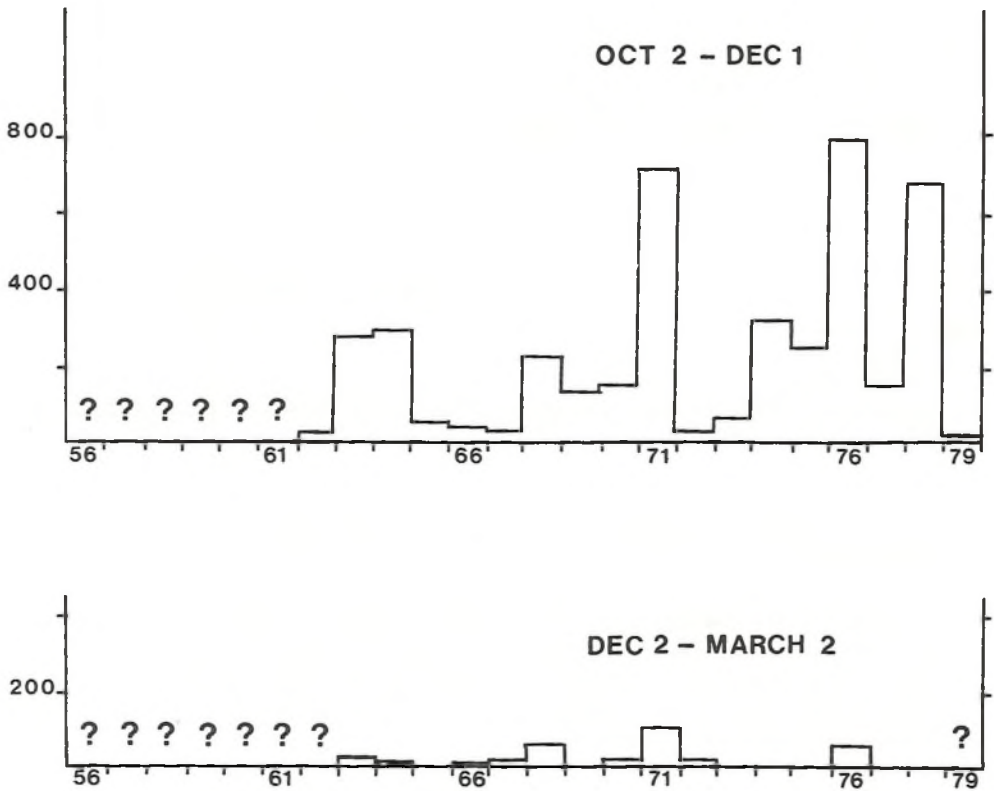 OCT 2 – DEC 1
800
400
? ? ? ? ? ?
56 61 66 71 76 79
DEC 2 – MARCH 2
200
? ? ? ? ? ? ? ?
56 61 66 71 76 79